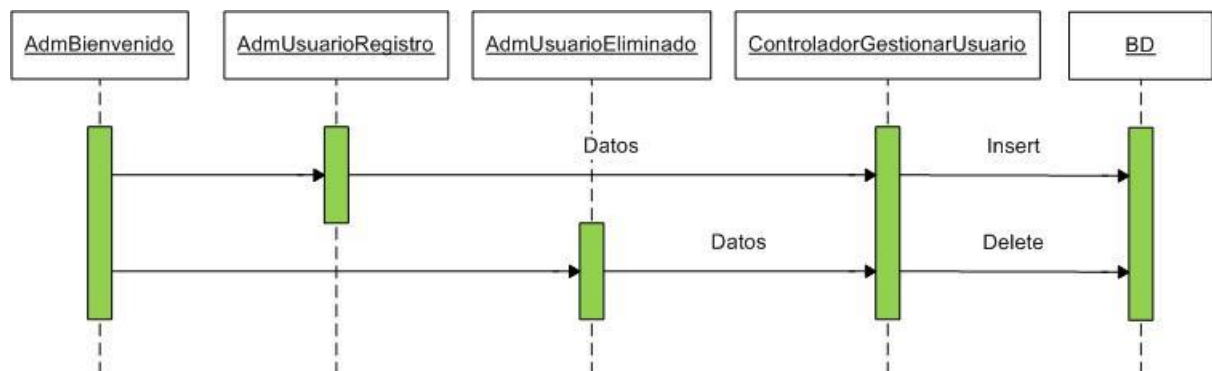 AdmBienvenido
AdmUsuarioRegistro
AdmUsuarioEliminado
ControladorGestionarUsuario
BD
Datos
Insert
Datos
Delete